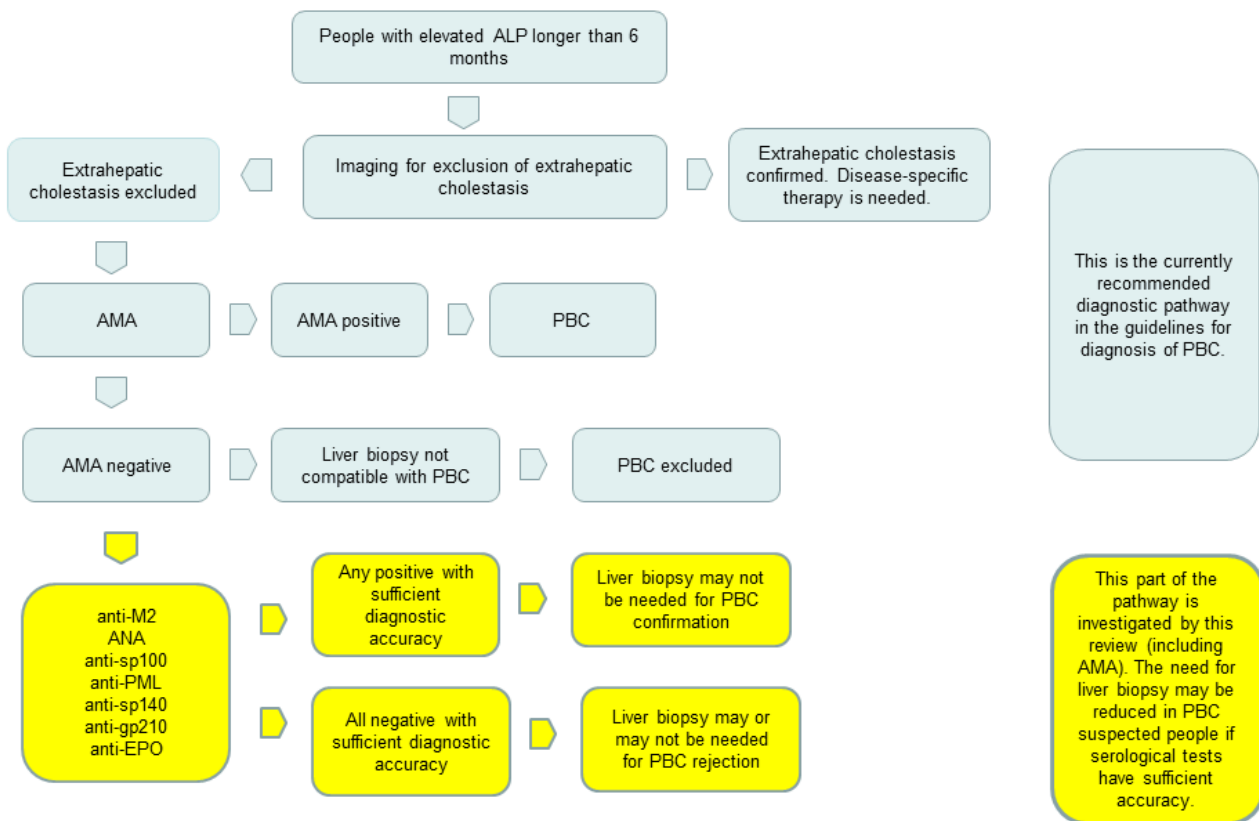 People with elevated ALP longer than 6
months
Extrahepatic
cholestasis excluded
Imaging for exclusion of extrahepatic
cholestasis
Extrahepatic cholestasis
confirmed. Disease-specific
therapy is needed.
This is the currently
recommended
diagnostic pathway
in the guidelines for
diagnosis of PBC.
AMA
AMA positive
PBC
AMA negative
Liver biopsy not
compatible with PBC
PBC excluded
anti-M2
ANA
anti-sp100
anti-PML
anti-sp140
anti-gp210
anti-EPO
Any positive with
sufficient
diagnostic
accuracy
Liver biopsy may not
be needed for PBC
confirmation
All negative with
sufficient diagnostic
accuracy
Liver biopsy may or
may not be needed
for PBC rejection
This part of the
pathway is
investigated by this
review (including
AMA). The need for
liver biopsy may be
reduced in PBC
suspected people if
serological tests
have sufficient
accuracy.